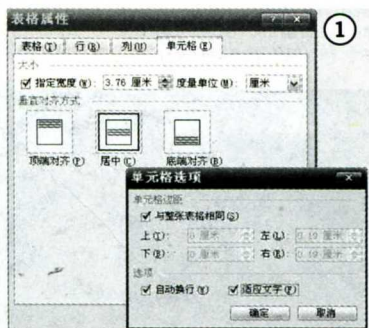 表格属性
①
表格(T) 行(R) 列(U) 单元格(E)
大小
指定宽度(W): 3.76 厘米 度量单位(M): 厘米
垂直对齐方式
顶端对齐(P) 居中(C) 底端对齐(B)
单元格选项
单元格边距
与整张表格相同(S)
上(T): 0 厘米 左(L): 0.19 厘米
下(B): 0 厘米 右(R): 0.19 厘米
选项
自动换行(W) 适应文字(F)
确定 取消